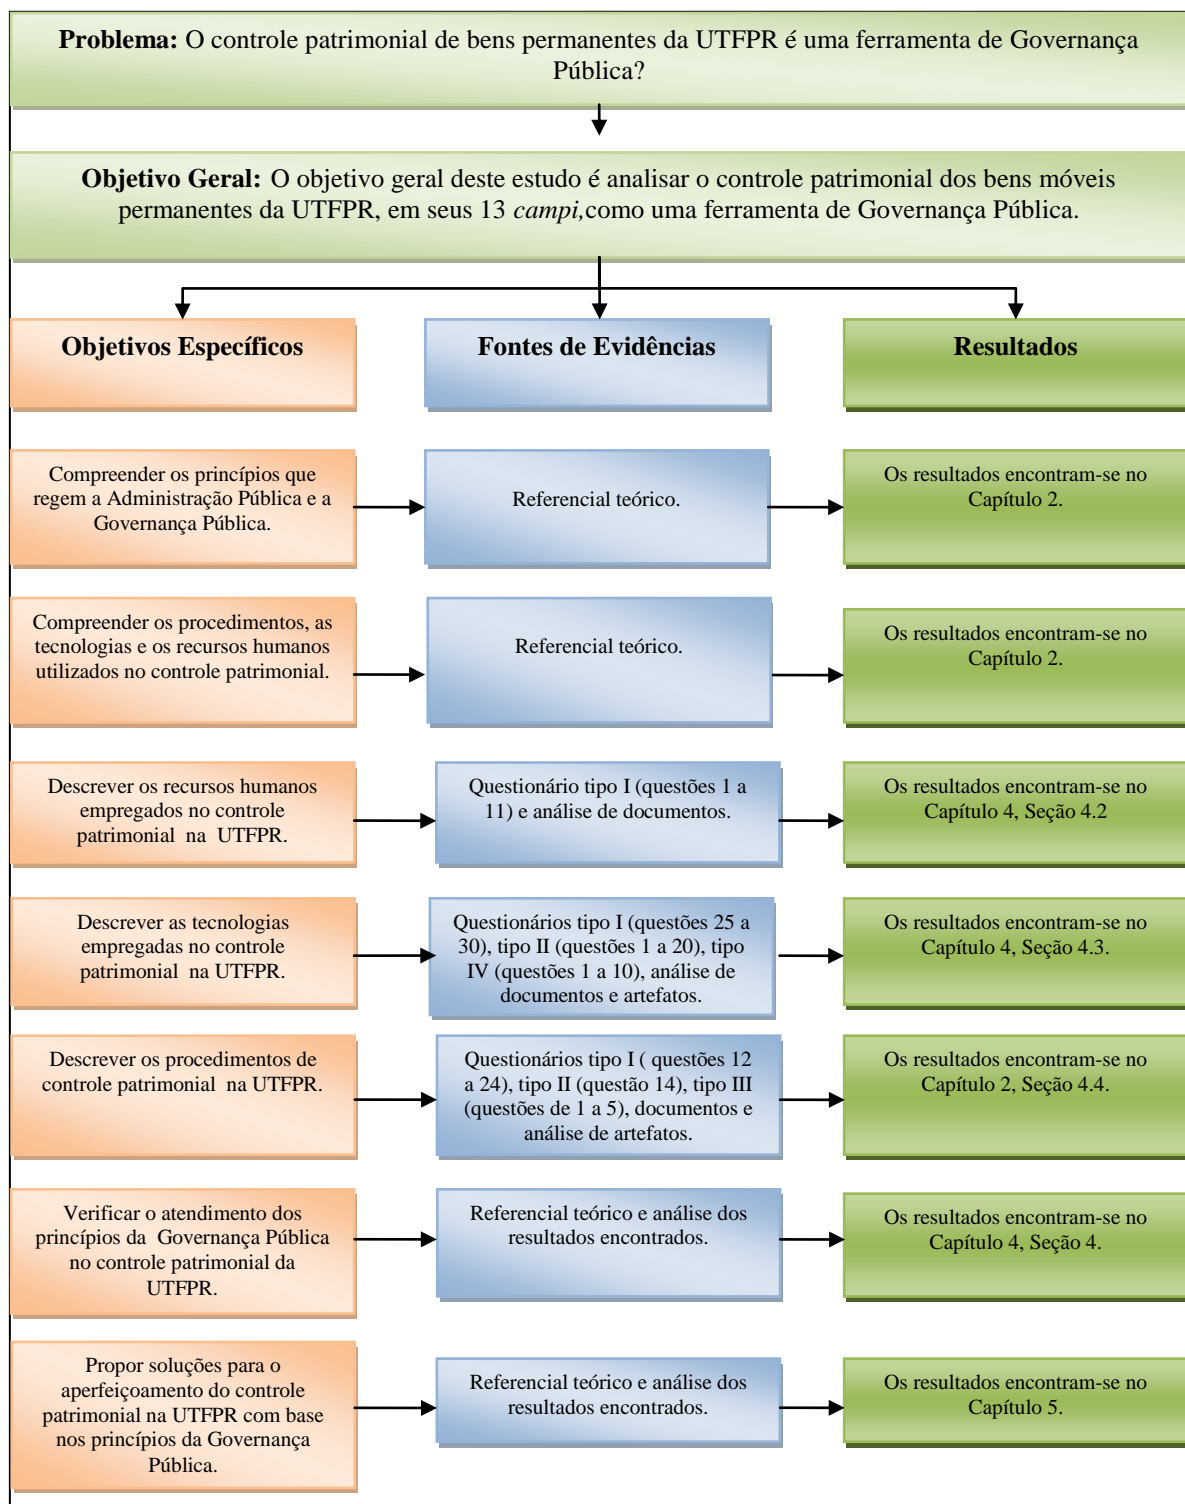 Problema: O controle patrimonial de bens permanentes da UTFPR é uma ferramenta de Governança
Pública?
Objetivo Geral: O objetivo geral deste estudo é analisar o controle patrimonial dos bens móveis
permanentes da UTFPR, em seus 13 campi,como uma ferramenta de Governança Pública.
Objetivos Específicos
Fontes de Evidências
Resultados
Compreender os princípios que
regem a Administração Pública e a
Governança Pública.
Referencial teórico.
Os resultados encontram-se no
Capítulo 2.
Compreender os procedimentos, as
tecnologias e os recursos humanos
utilizados no controle patrimonial.
Referencial teórico.
Os resultados encontram-se no
Capítulo 2.
Descrever os recursos humanos
empregados no controle
patrimonial na UTFPR.
Questionário tipo I (questões 1 a
11) e análise de documentos.
Os resultados encontram-se no
Capítulo 4, Seção 4.2
Descrever as tecnologias
empregadas no controle
patrimonial na UTFPR.
Questionários tipo I (questões 25 a
30), tipo II (questões 1 a 20), tipo
IV (questões 1 a 10), análise de
documentos e artefatos.
Os resultados encontram-se no
Capítulo 4, Seção 4.3.
Descrever os procedimentos de
controle patrimonial na UTFPR.
Questionários tipo I ( questões 12
a 24), tipo II (questão 14), tipo III
(questões de 1 a 5), documentos e
análise de artefatos.
Os resultados encontram-se no
Capítulo 2, Seção 4.4.
Verificar o atendimento dos
princípios da Governança Pública
no controle patrimonial da
UTFPR.
Referencial teórico e análise dos
resultados encontrados.
Os resultados encontram-se no
Capítulo 4, Seção 4.
Propor soluções para o
aperfeiçoamento do controle
patrimonial na UTFPR com base
nos princípios da Governança
Pública.
Referencial teórico e análise dos
resultados encontrados.
Os resultados encontram-se no
Capítulo 5.